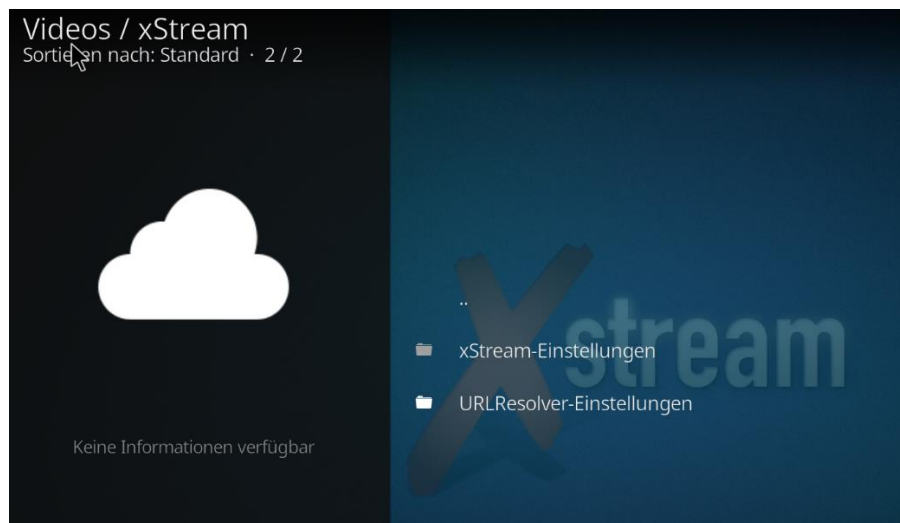 Videos / xStream
Sortieren nach: Standard · 2 / 2
..
xStream-Einstellungen
Xstream
URLResolver-Einstellungen
Keine Informationen verfügbar